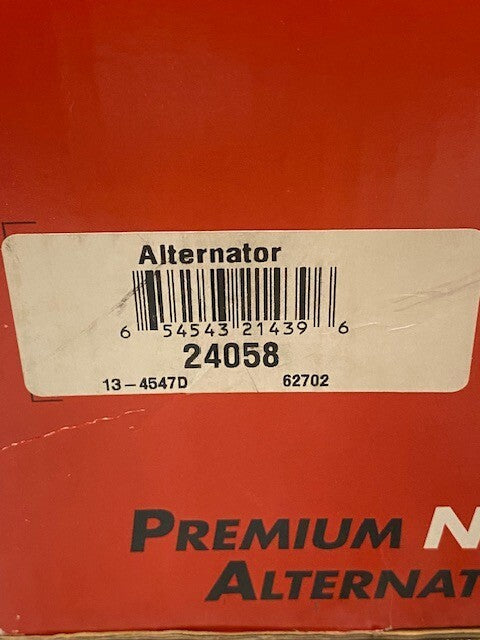 Alternator
6 54543 21439 6
24058
13-4547D 62702
PREMIUM N
ALTERNAT